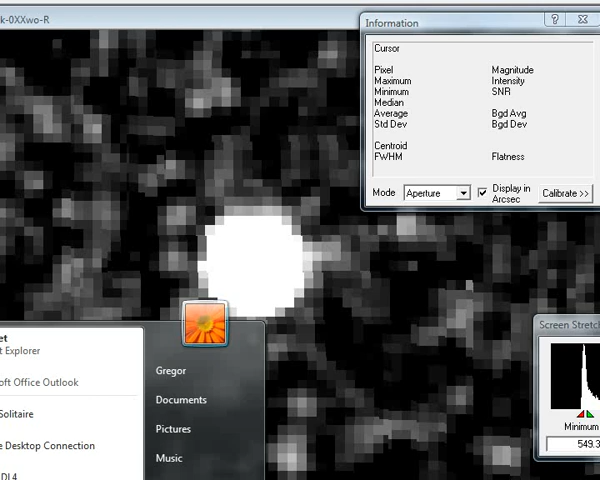 k-0XXwo-R
Information
Cursor
Pixel Magnitude
Maximum Intensity
Minimum SNR
Median
Average Bgd Avg
Std Dev Bgd Dev
Centroid
FWHM Flatness
Mode Aperture Display in Arcsec Calibrate >>
Screen Stretch
Minimum
549.3
et
t Explorer
oft Office Outlook
Solitaire
e Desktop Connection
DL4
Gregor
Documents
Pictures
Music